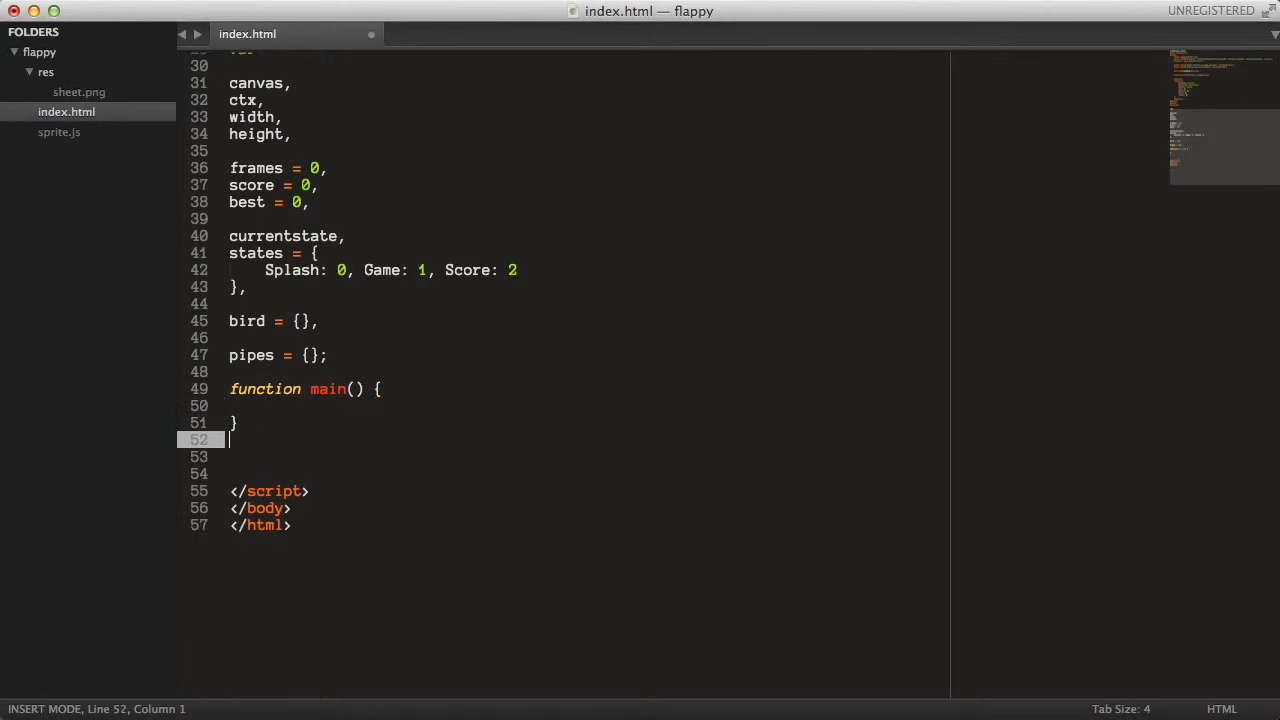 index.html — flappy
UNREGISTERED
FOLDERS
flappy
res
sheet.png
index.html
sprite.js
index.html
30
31 canvas,
32 ctx,
33 width,
34 height,
35
36 frames = 0,
37 score = 0,
38 best = 0,
39
40 currentstate,
41 states = {
42 Splash: 0, Game: 1, Score: 2
43 },
44
45 bird = {},
46
47 pipes = {};
48
49 function main() {
50
51 }
52
53
54
55 </script>
56 </body>
57 </html>
INSERT MODE, Line 52, Column 1
Tab Size: 4
HTML